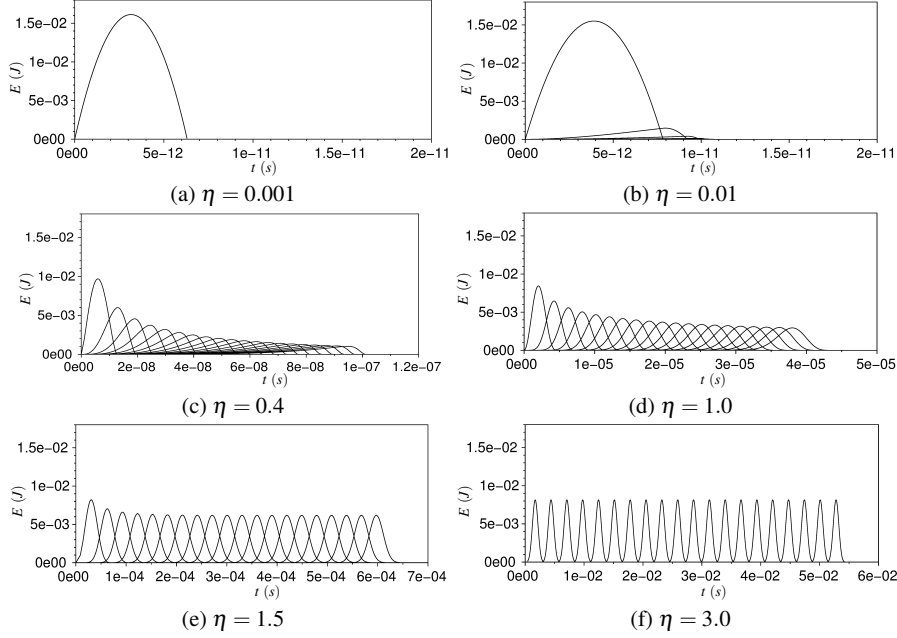 1.5e-02
1e-02
5e-03
0e00
E (J)
0e00 5e-12 1e-11 1.5e-11 2e-11
t (s)
(a) η = 0.001
1.5e-02
1e-02
5e-03
0e00
E (J)
0e00 5e-12 1e-11 1.5e-11 2e-11
t (s)
(b) η = 0.01
1.5e-02
1e-02
5e-03
0e00
E (J)
0e00 2e-08 4e-08 6e-08 8e-08 1e-07 1.2e-07
t (s)
(c) η = 0.4
1.5e-02
1e-02
5e-03
0e00
E (J)
0e00 1e-05 2e-05 3e-05 4e-05 5e-05
t (s)
(d) η = 1.0
1.5e-02
1e-02
5e-03
0e00
E (J)
0e00 1e-04 2e-04 3e-04 4e-04 5e-04 6e-04 7e-04
t (s)
(e) η = 1.5
1.5e-02
1e-02
5e-03
0e00
E (J)
0e00 1e-02 2e-02 3e-02 4e-02 5e-02 6e-02
t (s)
(f) η = 3.0